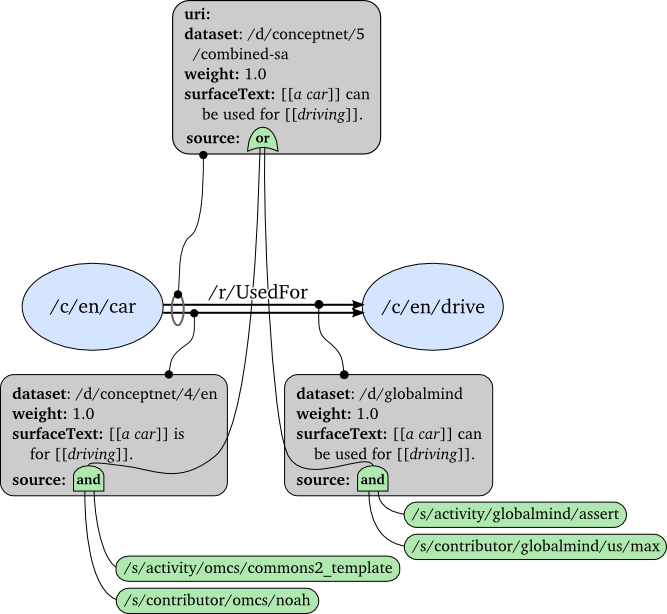 uri:
dataset: /d/conceptnet/5
/combined-sa
weight: 1.0
surfaceText: [[a car]] can
be used for [[driving]].
source: or
/r/UsedFor
/c/en/car
/c/en/drive
dataset: /d/conceptnet/4/en
weight: 1.0
surfaceText: [[a car]] is
for [[driving]].
source: and
dataset: /d/globalmind
weight: 1.0
surfaceText: [[a car]] can
be used for [[driving]].
source: and
/s/activity/globalmind/assert
/s/contributor/globalmind/us/max
/s/activity/omcs/commons2_template
/s/contributor/omcs/noah